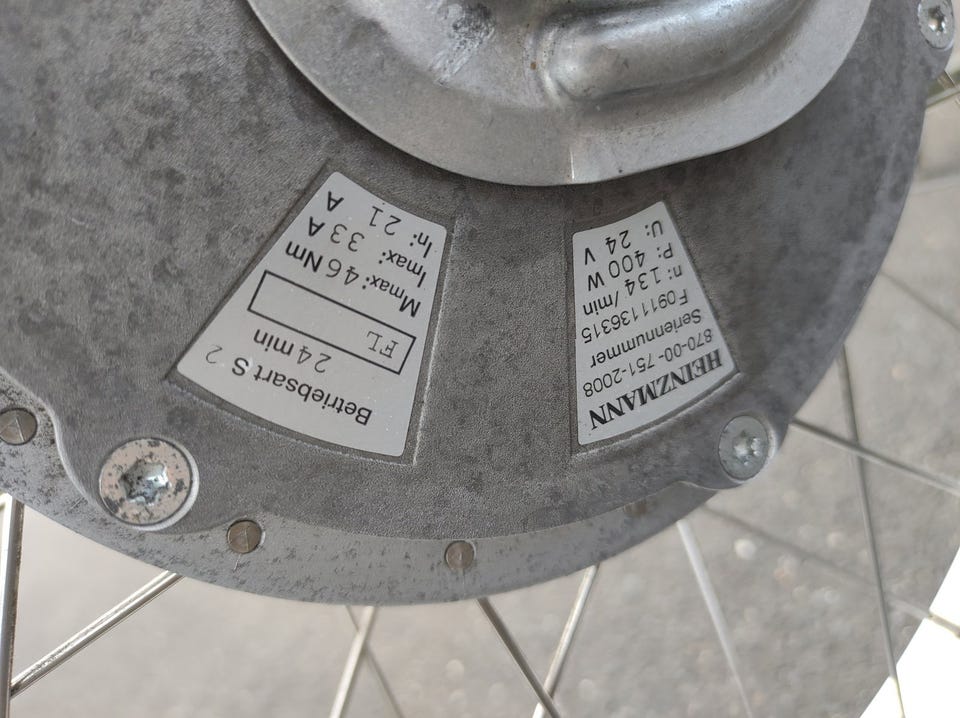 HEINZMANN
870-00-751-2008
Seriennummer
F0911136315
n: 134/min
P: 400 W
U: 24 V
Betriebsart S 2
24 min
FL
Mmax: 46 Nm
Imax: 33 A
In: 21 A